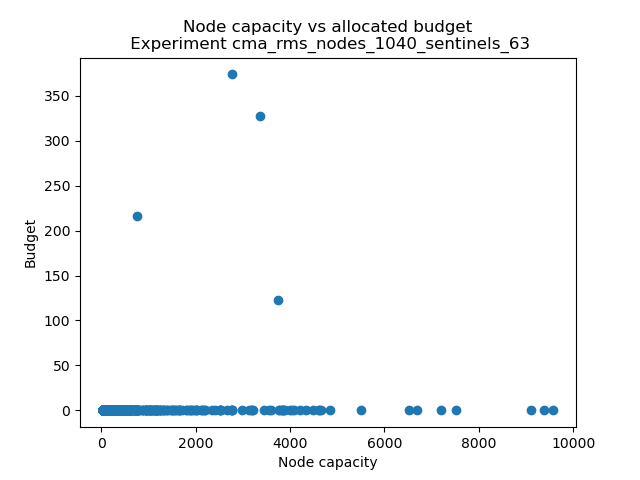 Node capacity vs allocated budget
Experiment cma_rms_nodes_1040_sentinels_63
350
300
250
200
150
100
50
0
Budget
0 2000 4000 6000 8000 10000
Node capacity